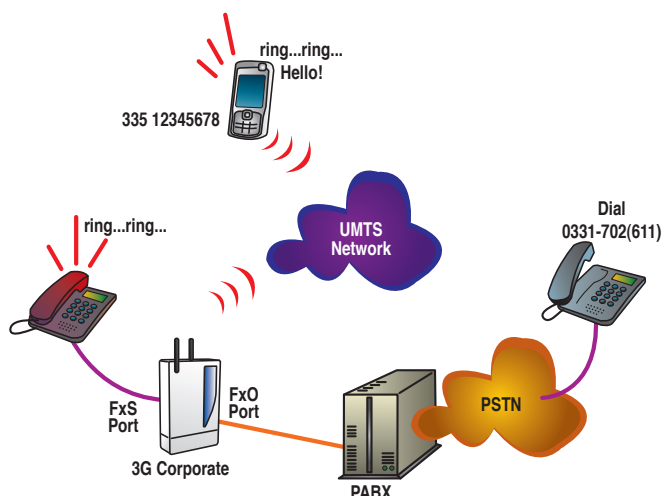 ring...ring...
Hello!
335 12345678
ring...ring...
UMTS
Network
Dial
0331-702(611)
FxS
Port
FxO
Port
PSTN
3G Corporate
PABX